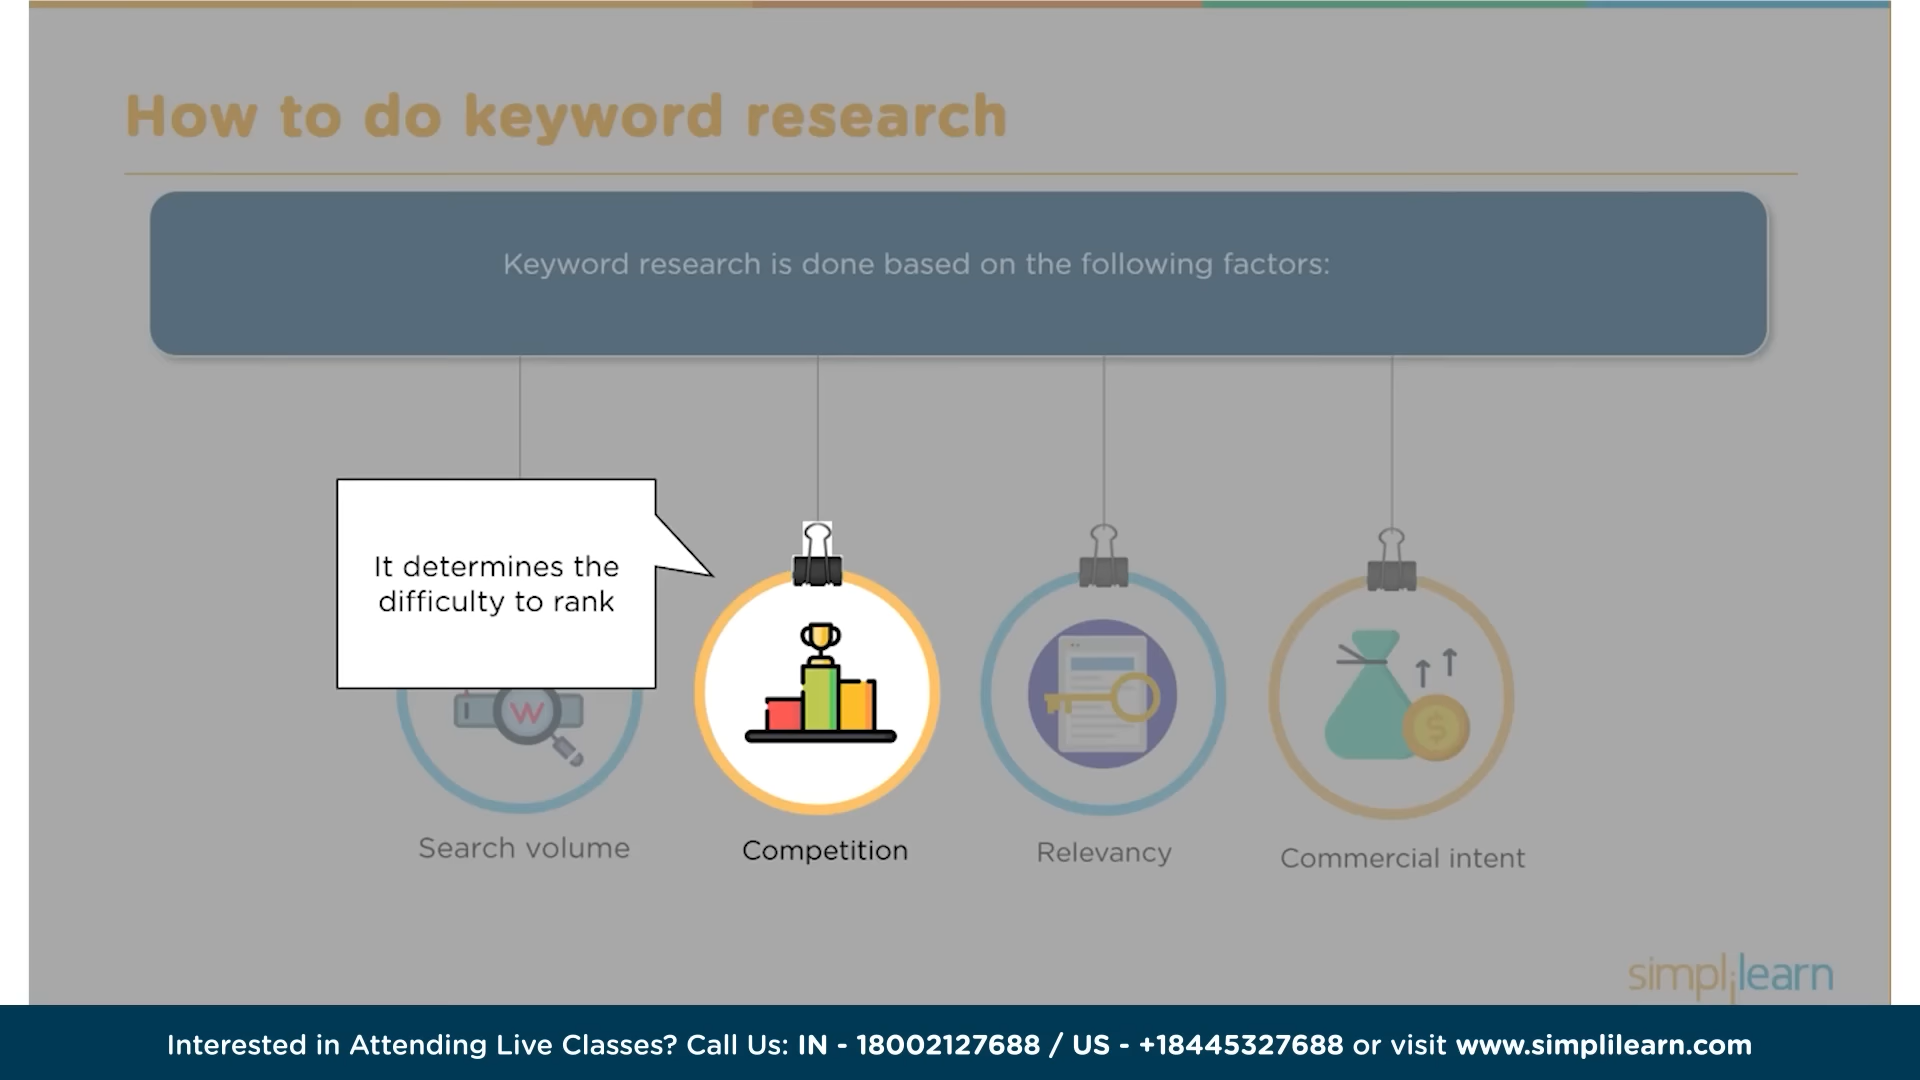 How to do keyword research
Keyword research is done based on the following factors:
It determines the
difficulty to rank
W
$
Search volume
Competition
Relevancy
Commercial intent
simplilearn
Interested in Attending Live Classes? Call Us: IN - 18002127688 / US - +18445327688 or visit www.simplilearn.com